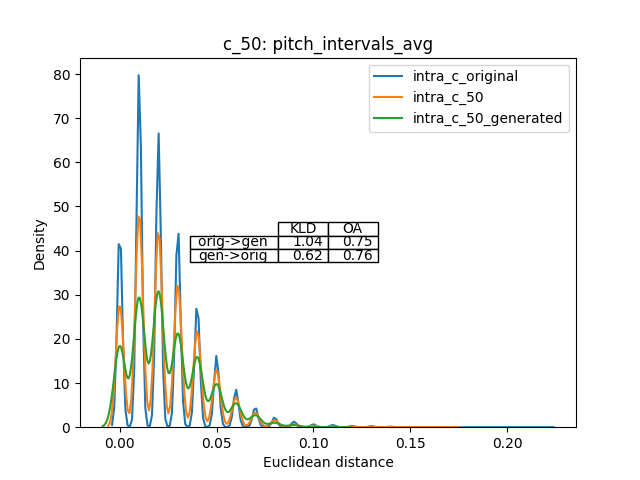 c_50: pitch_intervals_avg
80
70
60
50
40
30
20
10
0
Density
intra_c_original
intra_c_50
intra_c_50_generated
KLD OA
orig->gen 1.04 0.75
gen->orig 0.62 0.76
0.00 0.05 0.10 0.15 0.20
Euclidean distance